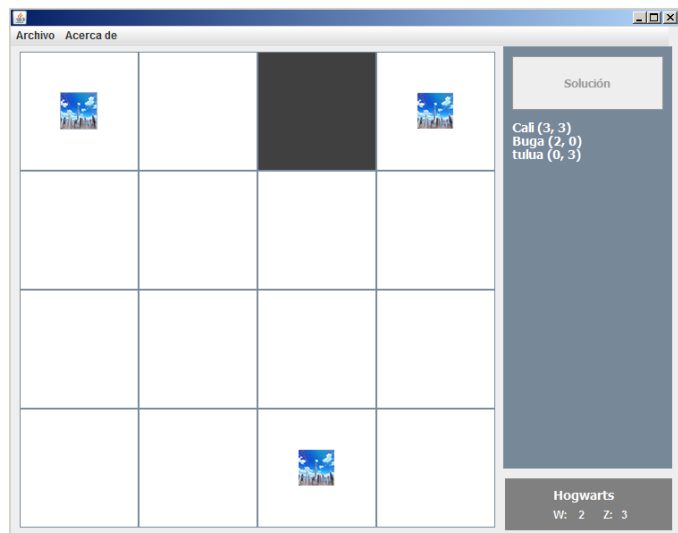 Archivo Acerca de
Solución
Cali (3, 3)
Buga (2, 0)
tulua (0, 3)
Hogwarts
W: 2 Z: 3